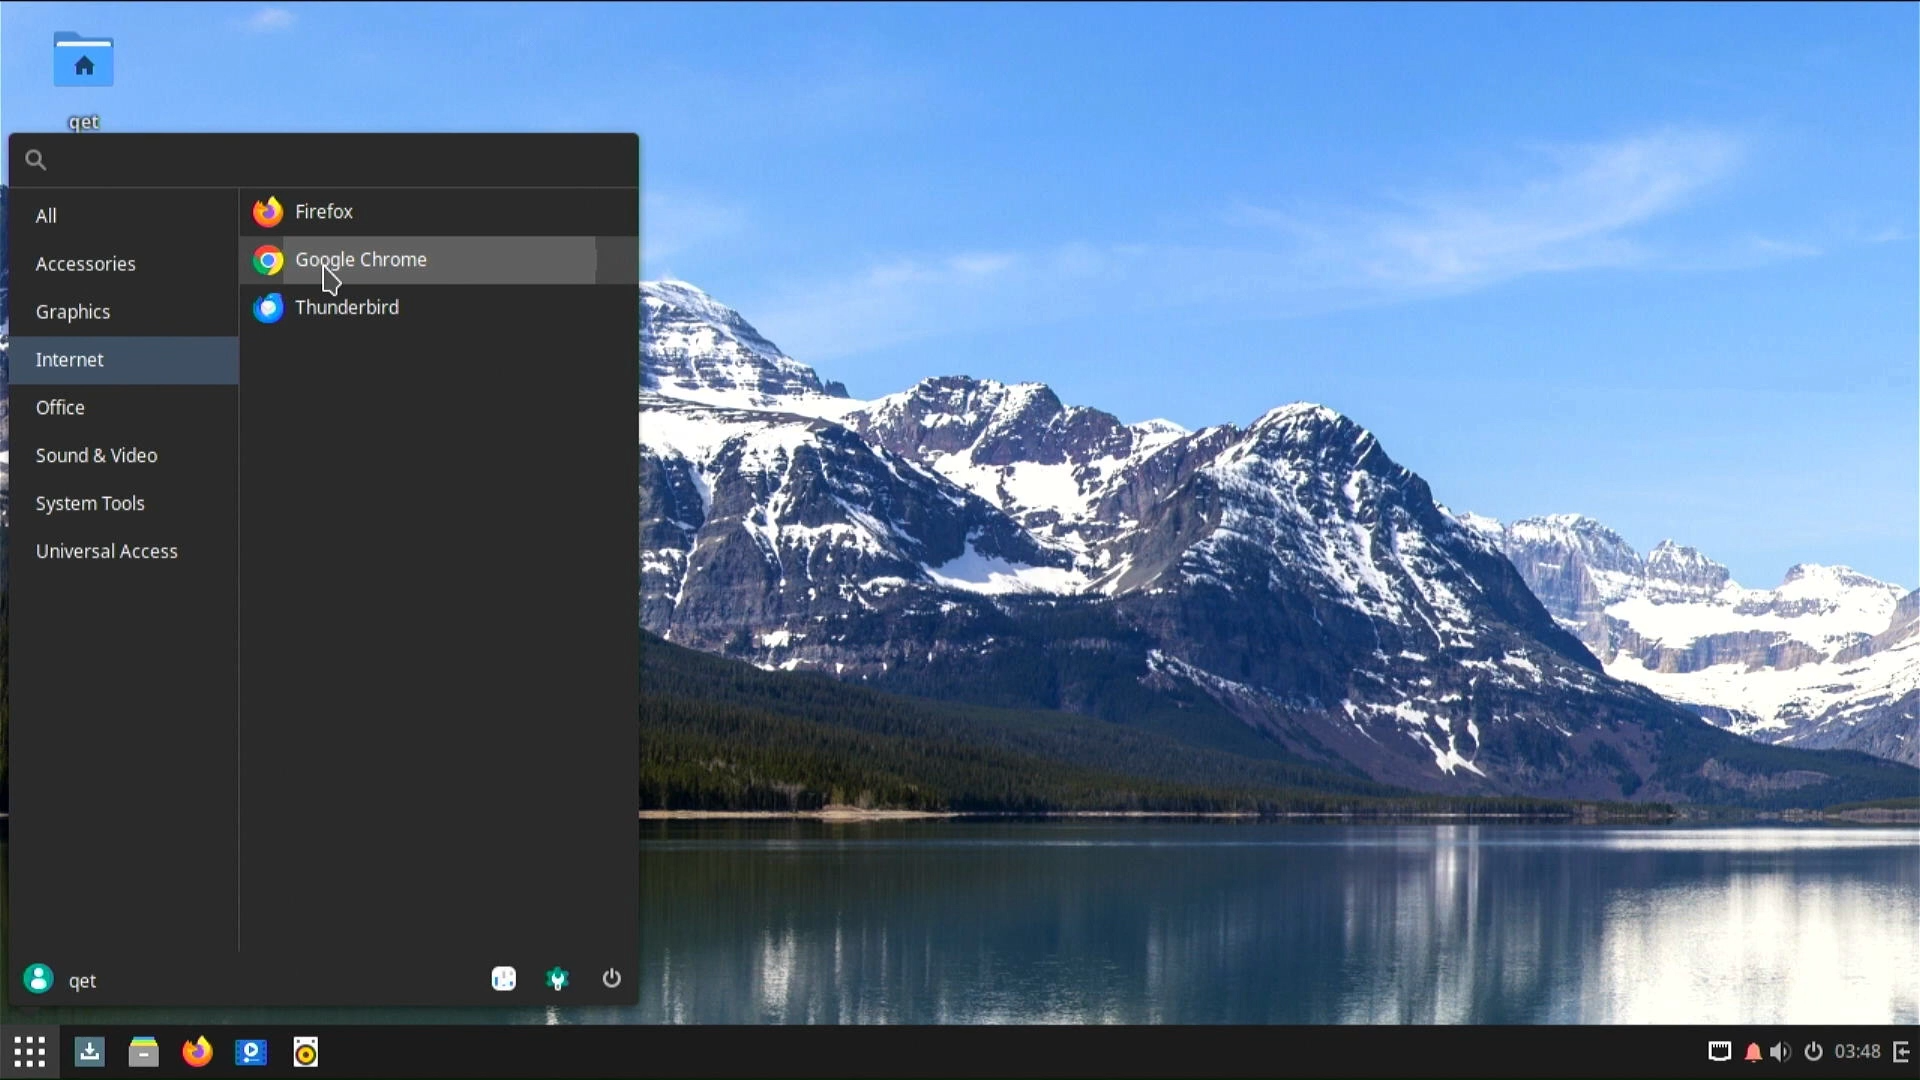 qet
All
Accessories
Graphics
Internet
Office
Sound & Video
System Tools
Universal Access
Firefox
Google Chrome
Thunderbird
qet
03:48